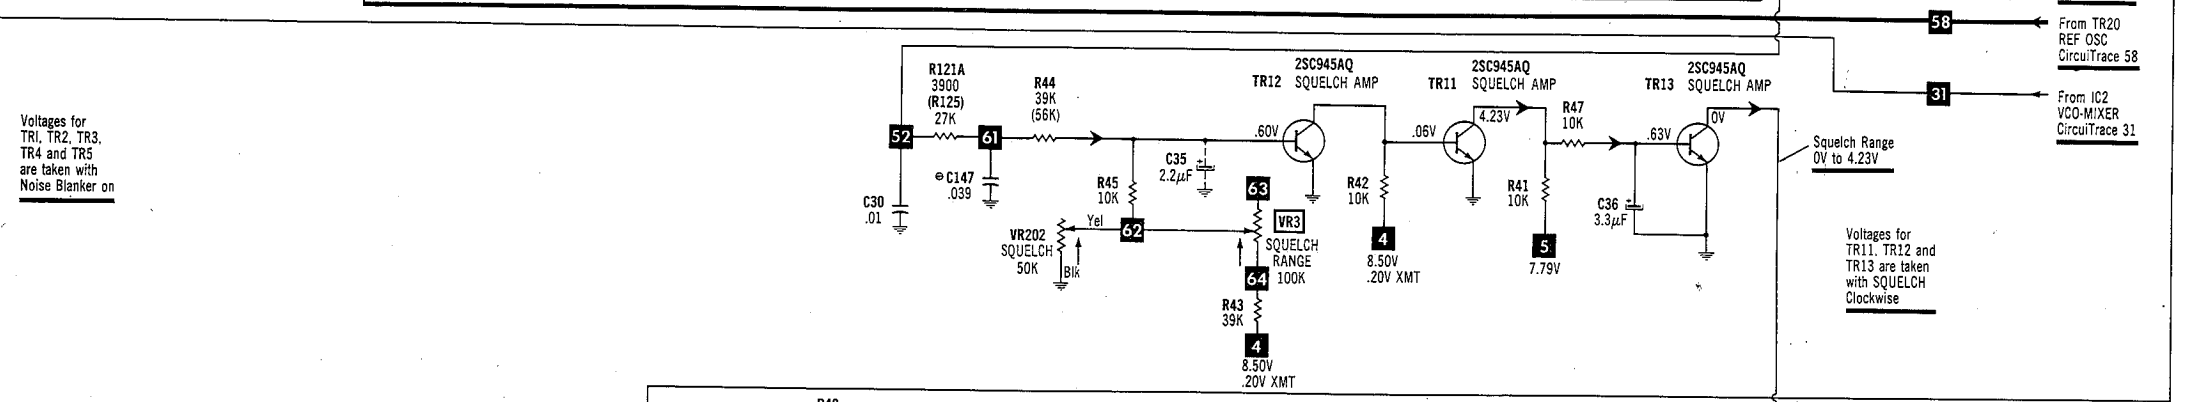 58
From TR20
REF OSC
CircuiTrace 58
31
From IC2
VCO-MIXER
CircuiTrace 31
Voltages for
TR1, TR2, TR3,
TR4 and TR5
are taken with
Noise Blanker on
52
R121A
3900
(R125)
27K
61
R44
39K
(56K)
C30
.01
⊖ C147
.039
R45
10K
C35
+
2.2μF
62
Yel
Blk
VR202
SQUELCH
50K
63
VR3
SQUELCH
RANGE
100K
64
R43
39K
4
8.50V
.20V XMT
2SC945AQ
TR12 SQUELCH AMP
.60V
R42
10K
4
8.50V
.20V XMT
2SC945AQ
TR11 SQUELCH AMP
.06V
4.23V
R47
10K
R41
10K
5
7.79V
C36
+
3.3μF
2SC945AQ
TR13 SQUELCH AMP
.63V
0V
Squelch Range
0V to 4.23V
Voltages for
TR11, TR12 and
TR13 are taken
with SQUELCH
Clockwise